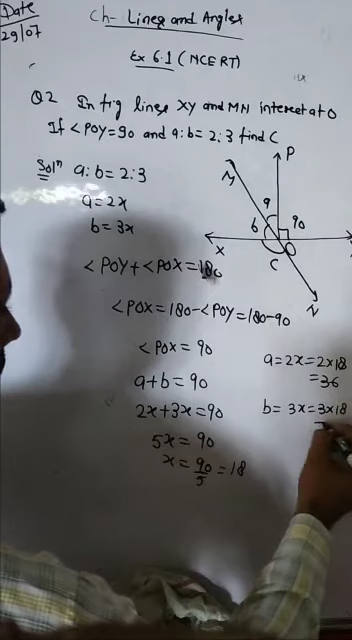 Date
29/07
Ch- Lines and Angles
Ex 6.1 (NCERT)
Q2 In fig lines XY and MN intersect at O
If <POY=90 and a:b=2:3 find C
Solⁿ a:b=2:3
a=2x
b=3x
<POY+<POX=180
<POX=180-<POY=180-90
<POX=90
a+b=90
2x+3x=90
5x=90
x=90/5=18
P
M
a
b
90
X
O
C
N
a=2x=2x18
=36
b=3x=3x18